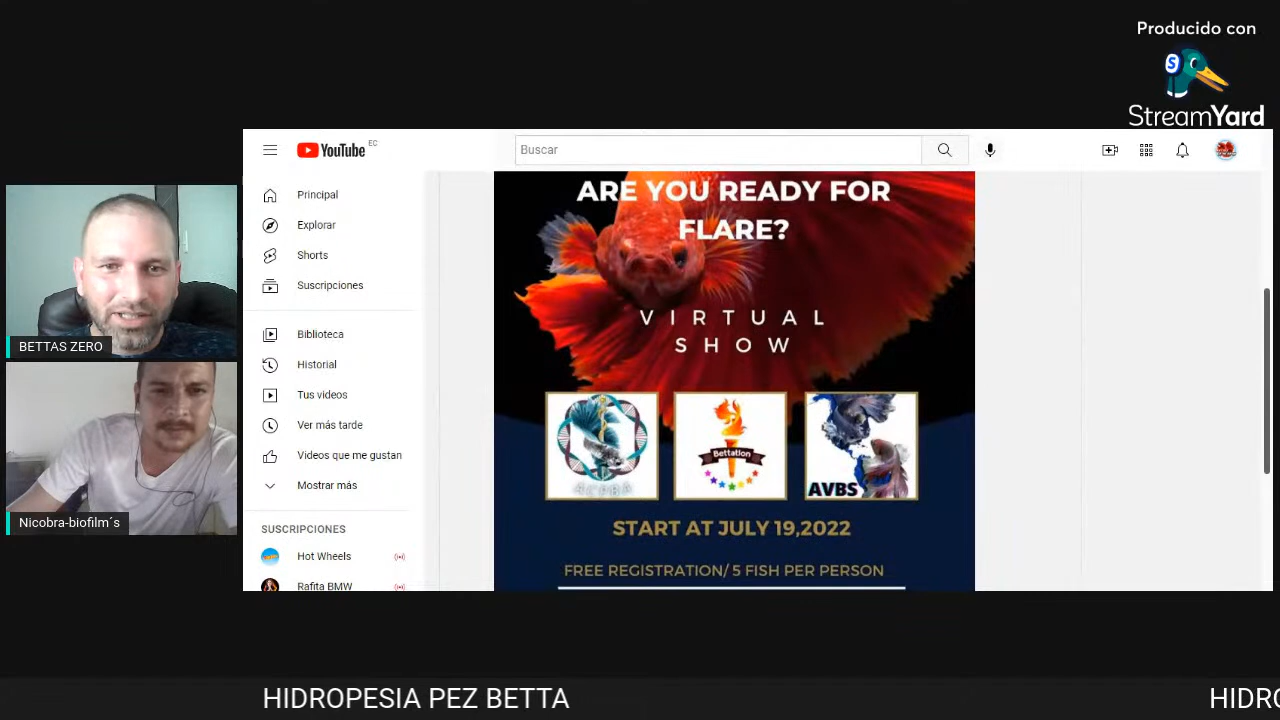 Producido con
StreamYard
YouTube EC
Buscar
Principal
Explorar
Shorts
Suscripciones
Biblioteca
Historial
Tus videos
Ver más tarde
Videos que me gustan
Mostrar más
SUSCRIPCIONES
Hot Wheels
Rafita BMW
ARE YOU READY FOR
FLARE?
VIRTUAL
SHOW
Bettation
AVBS
START AT JULY 19,2022
FREE REGISTRATION/ 5 FISH PER PERSON
BETTAS ZERO
Nicobra-biofilm´s
HIDROPESIA PEZ BETTA
HIDRO